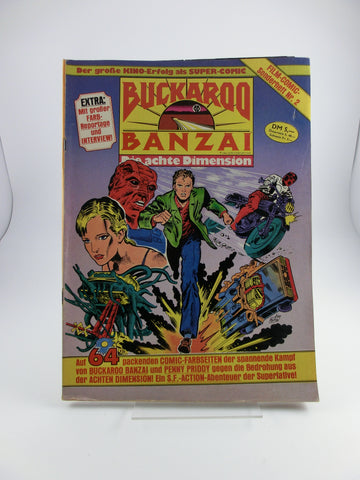 Der große KINO-Erfolg als SUPER-COMIC
FILM-COMIC-
Sonderheft Nr. 2
EXTRA:
Mit großer
FARB-
Reportage
und
INTERVIEW!
BUCKAROO
BANZAI
Die achte Dimension
DM 5,
Auf 64 packenden COMIC-FARBSEITEN der spannende Kampf
von BUCKAROO BANZAI und PENNY PRIDDY gegen die Bedrohung aus
der ACHTEN DIMENSION! Ein S.F.-ACTION-Abenteuer der Superlative!